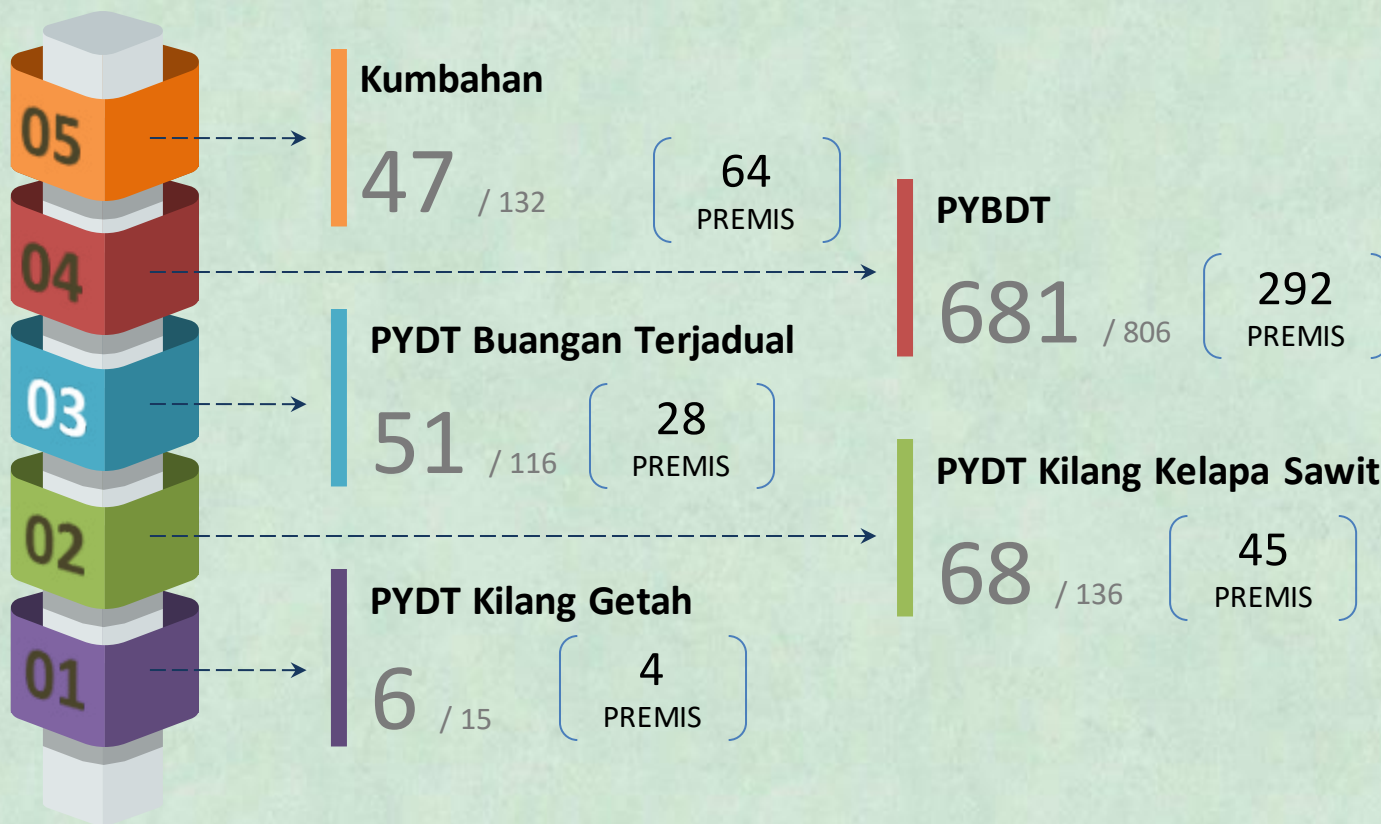 05
Kumbahan
47 / 132
64
PREMIS
04
PYBDT
681 / 806
292
PREMIS
03
PYDT Buangan Terjadual
51 / 116
28
PREMIS
02
PYDT Kilang Kelapa Sawit
68 / 136
45
PREMIS
01
PYDT Kilang Getah
6 / 15
4
PREMIS